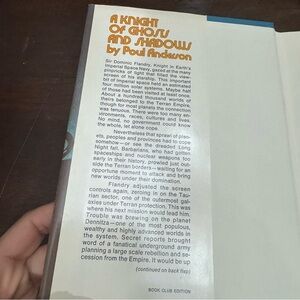 A KNIGHT
OF GHOSTS
AND SHADOWS
by Poul Anderson
Sir Dominic Flandry, Knight in Earth's
Imperial Space Navy, gazed at the many
pinpricks of light that filled the view-
screen of his starship. This important
bit of imperial space held an estimated
four million solar systems. Maybe half
of those had been visited at least once.
About a hundred thousand worlds of
theirs belonged to the Terran Empire,
though for most planets the connection
was tenuous. There were too many en-
vironments, races, cultures and lives.
No mind, no government could know
the whole, let alone cope.
Nevertheless that sprawl of plan-
ets, peoples and provinces had to cope
somehow—or see the dreaded Long
Night fall. Barbarians, who had gotten
spaceships and nuclear weapons too
early in their history, prowled just out-
side the Terran borders—waiting for an
opportune moment to attack and bring
new worlds under their domination.
Flandry adjusted the screen
controls again, zeroing in on the Tau-
rian sector, one of the outermost gal-
axies under Terran protection. This was
where his next mission would lead him.
Trouble was brewing on the planet
Dennitza—one of the most populous,
wealthy and highly advanced worlds in
the system. Secret reports brought
word of a fanatical underground army
planning a large scale rebellion and se-
cession from the Empire. It would be up
(continued on back flap)
BOOK CLUB EDITION